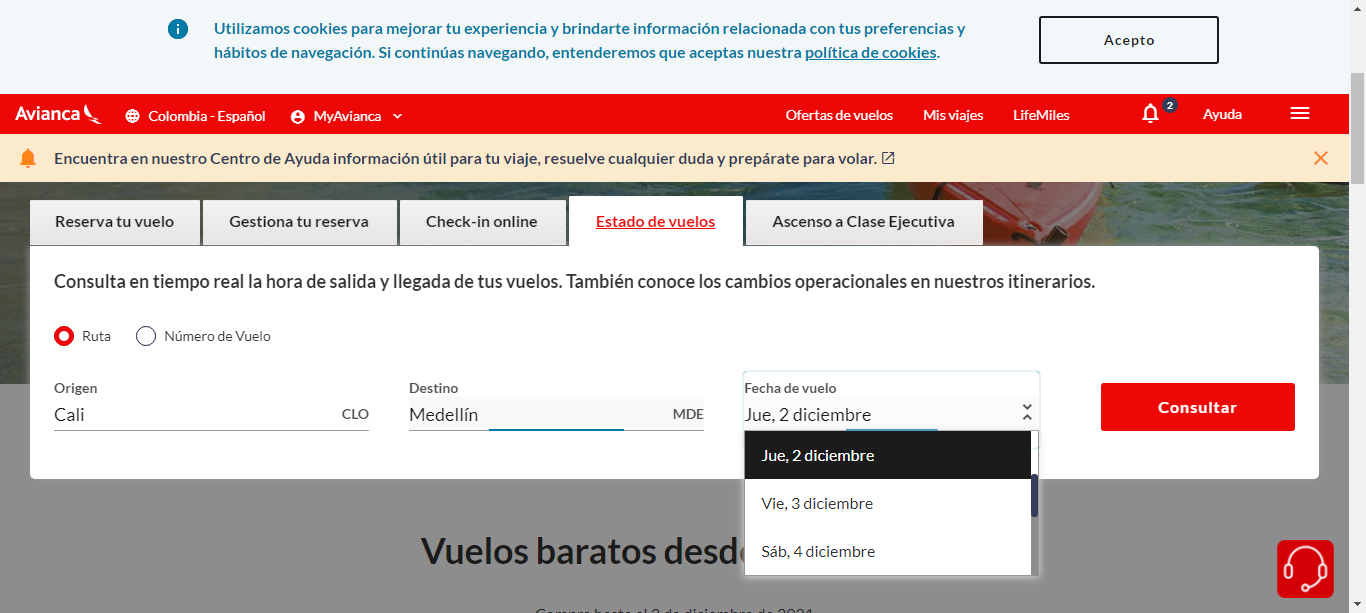 Utilizamos cookies para mejorar tu experiencia y brindarte información relacionada con tus preferencias y
hábitos de navegación. Si continúas navegando, entenderemos que aceptas nuestra política de cookies.
Acepto
Avianca
Colombia - Español
MyAvianca
Ofertas de vuelos
Mis viajes
LifeMiles
2
Ayuda
Encuentra en nuestro Centro de Ayuda información útil para tu viaje, resuelve cualquier duda y prepárate para volar.
Reserva tu vuelo
Gestiona tu reserva
Check-in online
Estado de vuelos
Ascenso a Clase Ejecutiva
Consulta en tiempo real la hora de salida y llegada de tus vuelos. También conoce los cambios operacionales en nuestros itinerarios.
Ruta
Número de Vuelo
Origen
Cali CLO
Destino
Medellín MDE
Fecha de vuelo
Jue, 2 diciembre
Consultar
Jue, 2 diciembre
Vie, 3 diciembre
Sáb, 4 diciembre
Vuelos baratos desd